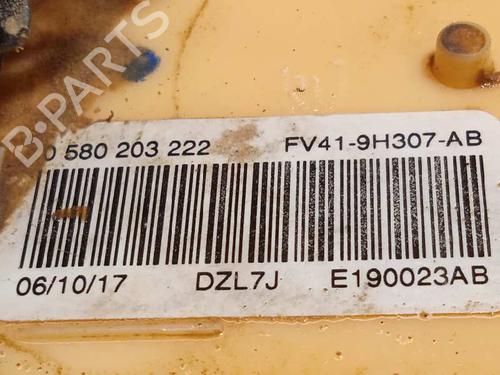 B-PARTS
0 580 203 222 FV41-9H307-AB
06/10/17 DZL7J E190023AB